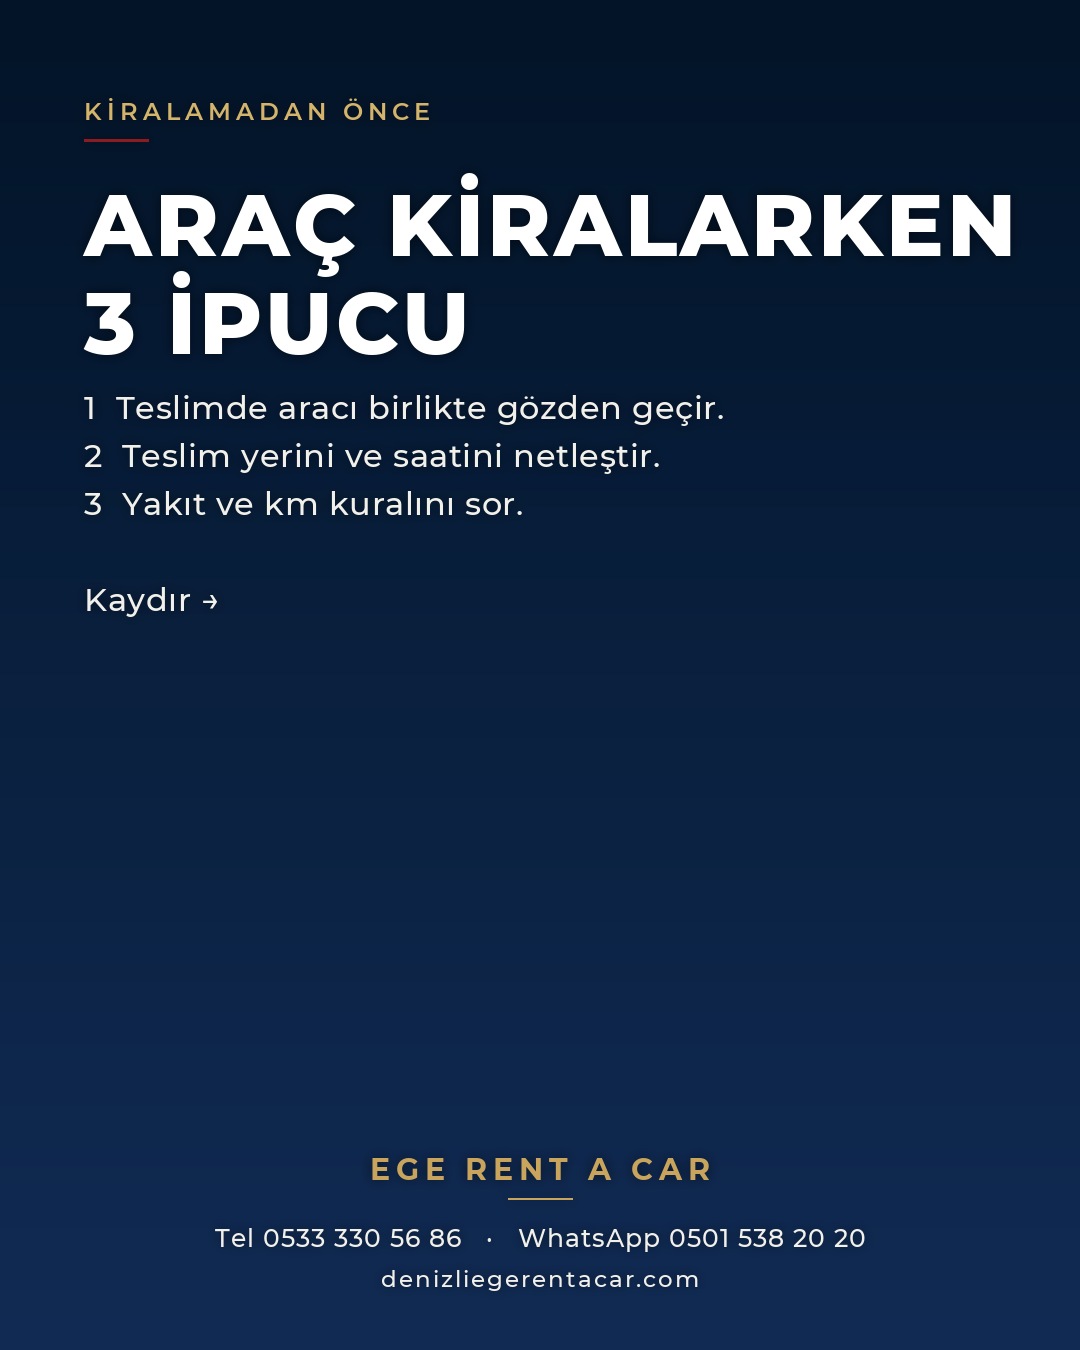 KİRALAMADAN ÖNCE
ARAÇ KİRALARKEN
3 İPUCU
1 Teslimde aracı birlikte gözden geçir.
2 Teslim yerini ve saatini netleştir.
3 Yakıt ve km kuralını sor.
Kaydır →
EGE RENT A CAR
Tel 0533 330 56 86 · WhatsApp 0501 538 20 20
denizliegerentacar.com